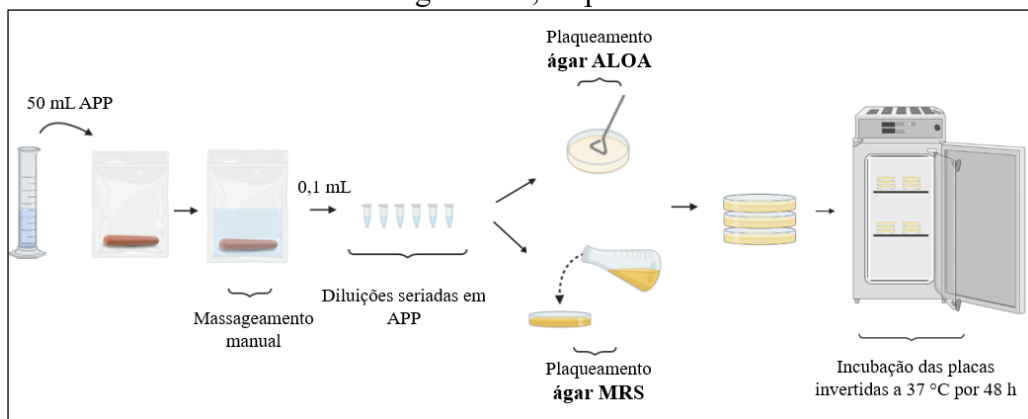 50 mL APP
Massageamento
manual
0,1 mL
Diluições seriadas em
APP
Plaqueamento
ágar ALOA
Plaqueamento
ágar MRS
Incubação das placas
invertidas a 37 °C por 48 h